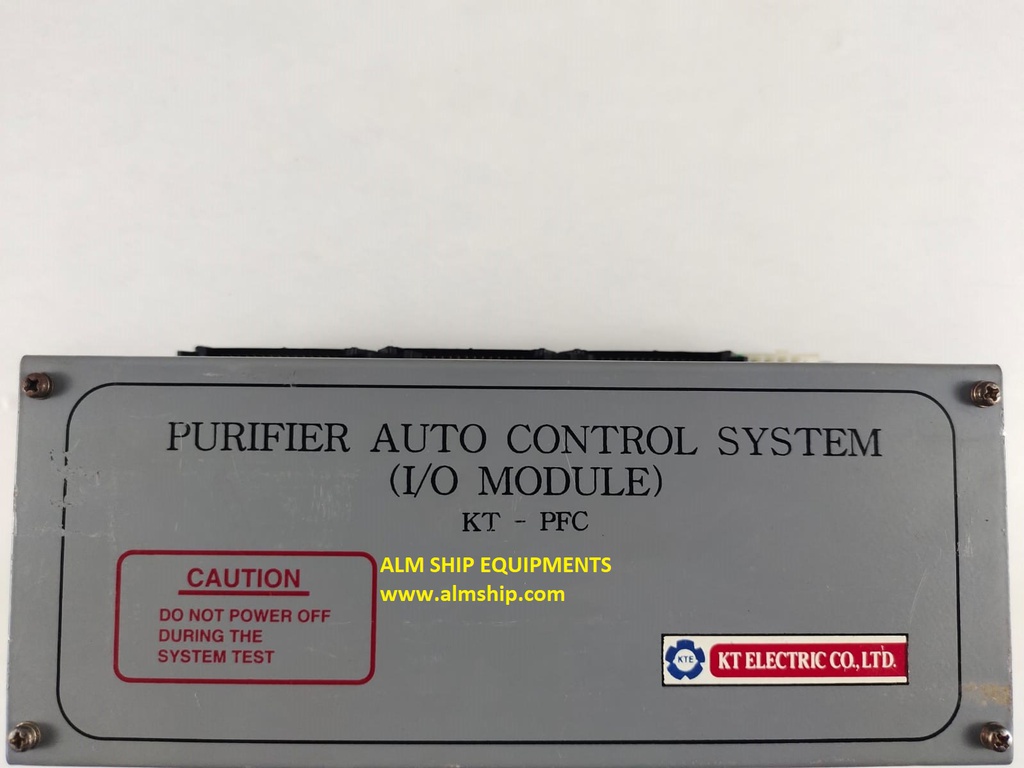 PURIFIER AUTO CONTROL SYSTEM
(I/O MODULE)
KT - PFC
ALM SHIP EQUIPMENTS
www.almship.com
CAUTION
DO NOT POWER OFF
DURING THE
SYSTEM TEST
KTE
KT ELECTRIC CO., LTD.